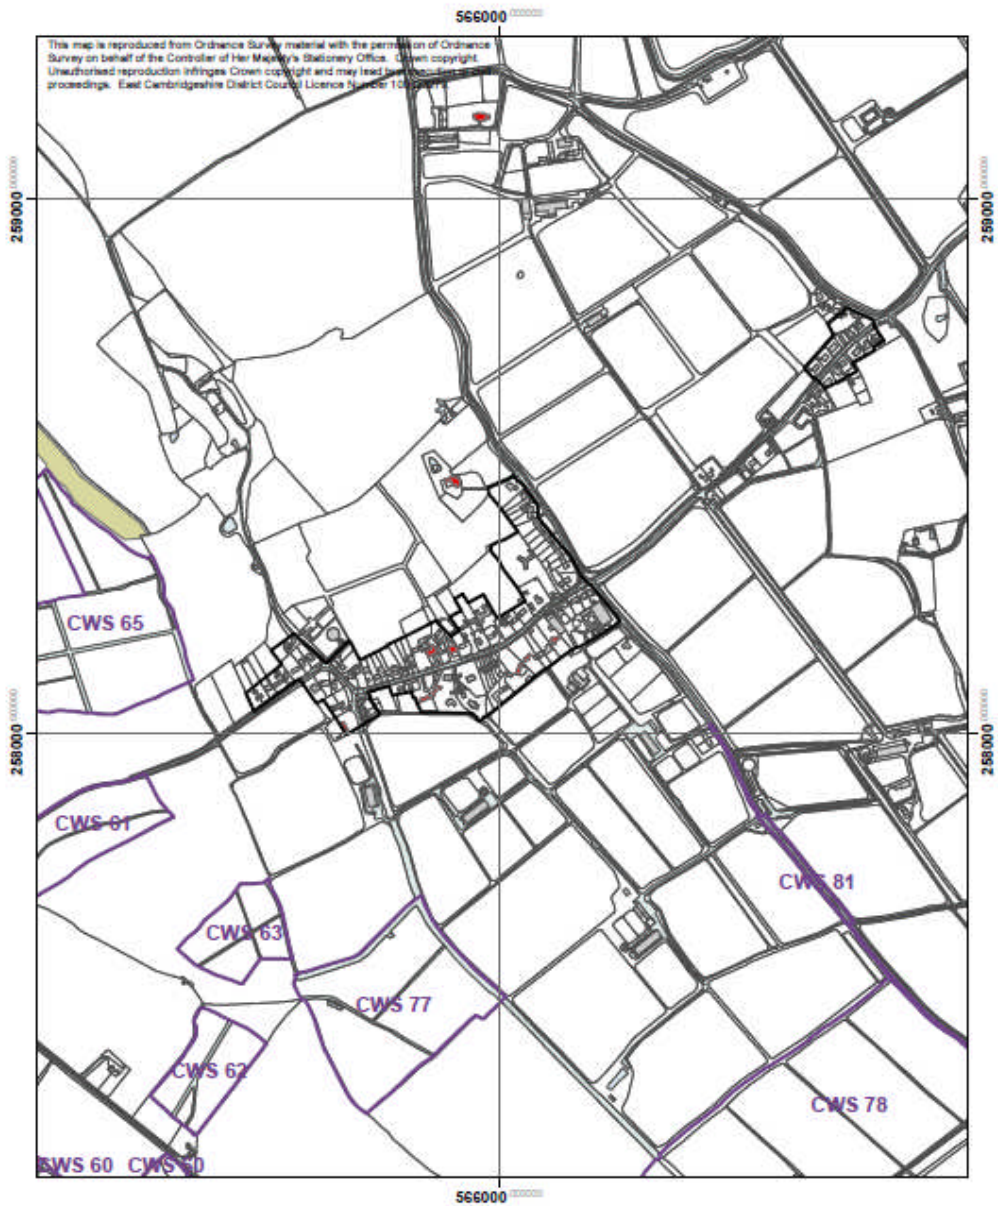 566000
This map is reproduced from Ordnance Survey material with the permission of Ordnance
Survey on behalf of the Controller of Her Majesty's Stationery Office. Crown copyright.
Unauthorised reproduction infringes Crown copyright and may lead
proceedings. East Cambridgeshire District Council Licence Number
259000
259000
CWS 65
258000
258000
CWS 61
CWS 81
CWS 63
CWS 77
CWS 62
CWS 78
CWS 60 CWS 60
566000